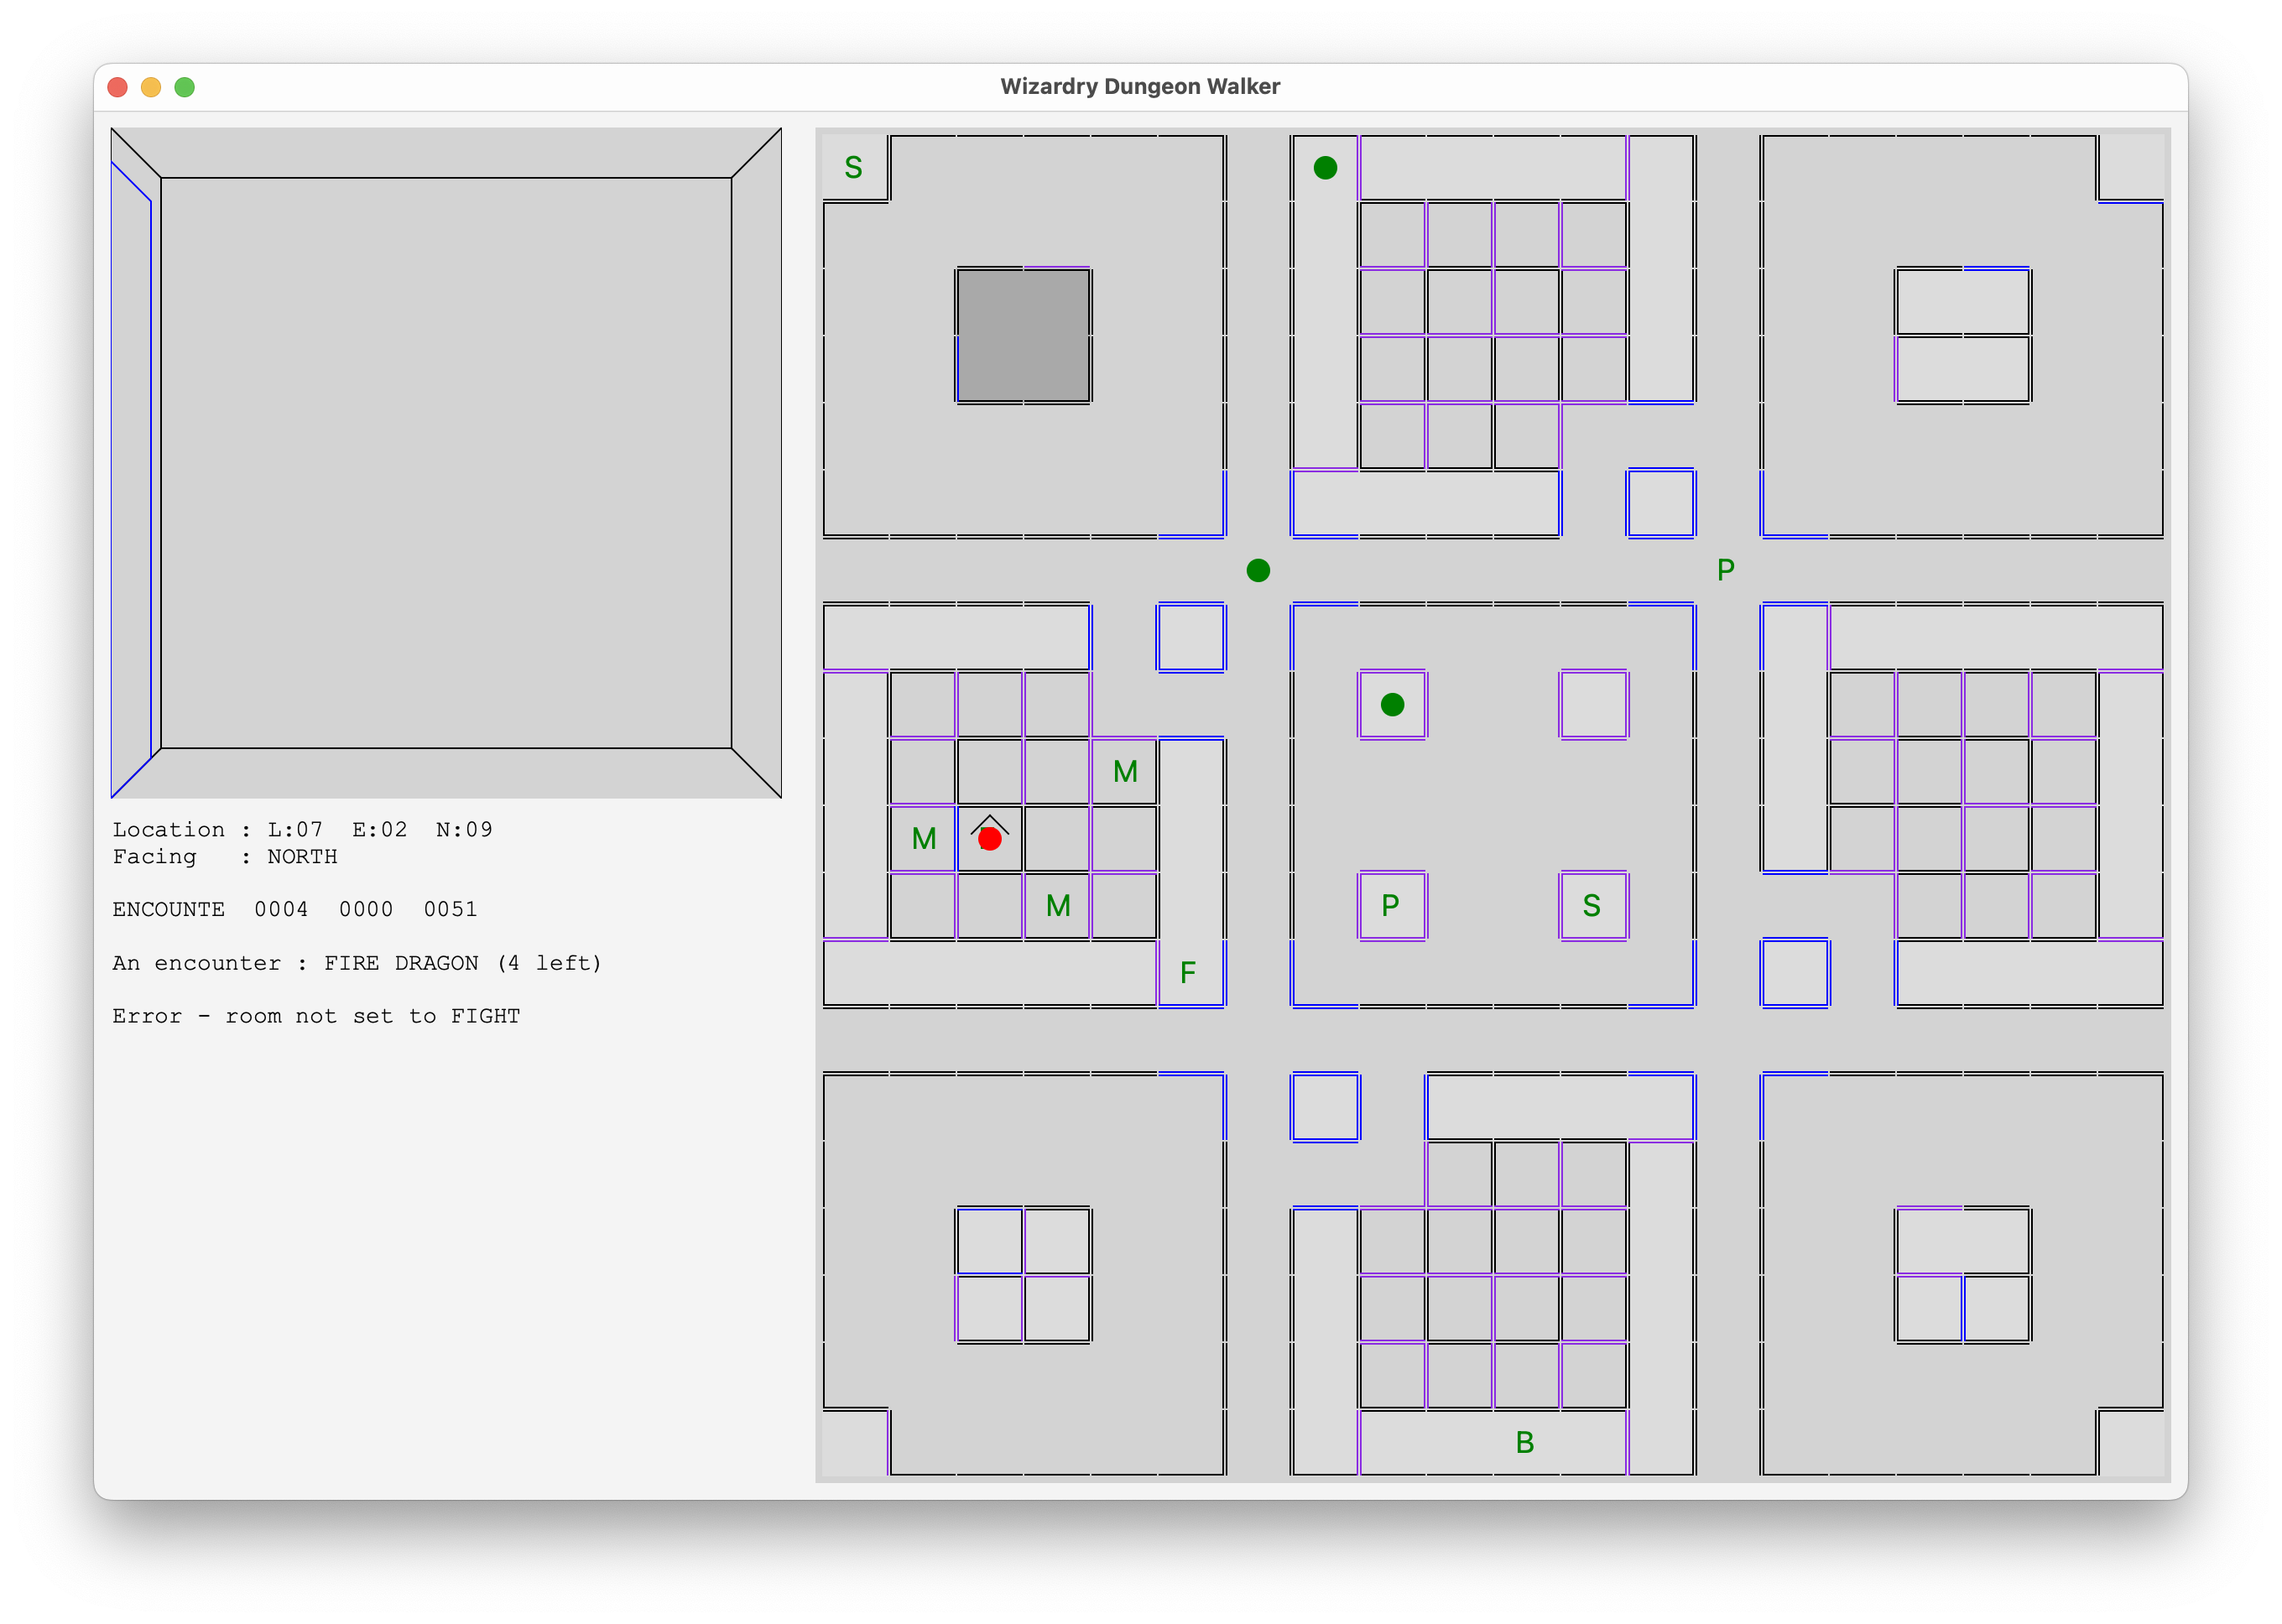 Wizardry Dungeon Walker
Location : L:07  E:02  N:09
Facing   : NORTH
ENCOUNTE  0004  0000  0051
An encounter : FIRE DRAGON (4 left)
Error - room not set to FIGHT
S
P
M
M
M
P
S
F
B